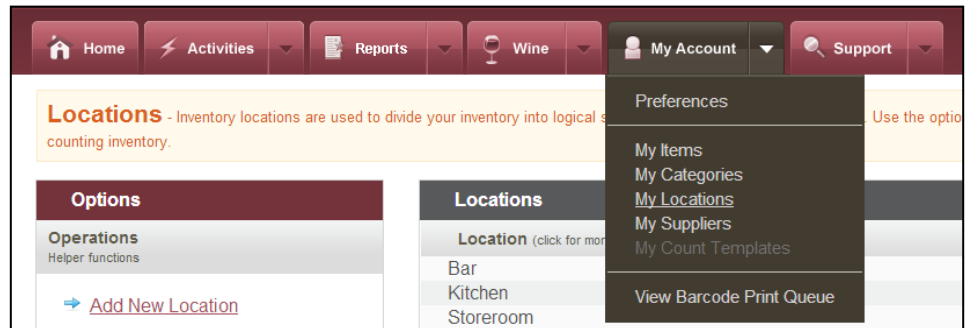 Home Activities Reports Wine My Account Support
Locations - Inventory locations are used to divide your inventory into logical
counting inventory.
. Use the optio
Preferences
My Items
My Categories
My Locations
My Suppliers
My Count Templates
View Barcode Print Queue
Options
Operations
Helper functions
Add New Location
Locations
Location (click for mor
Bar
Kitchen
Storeroom